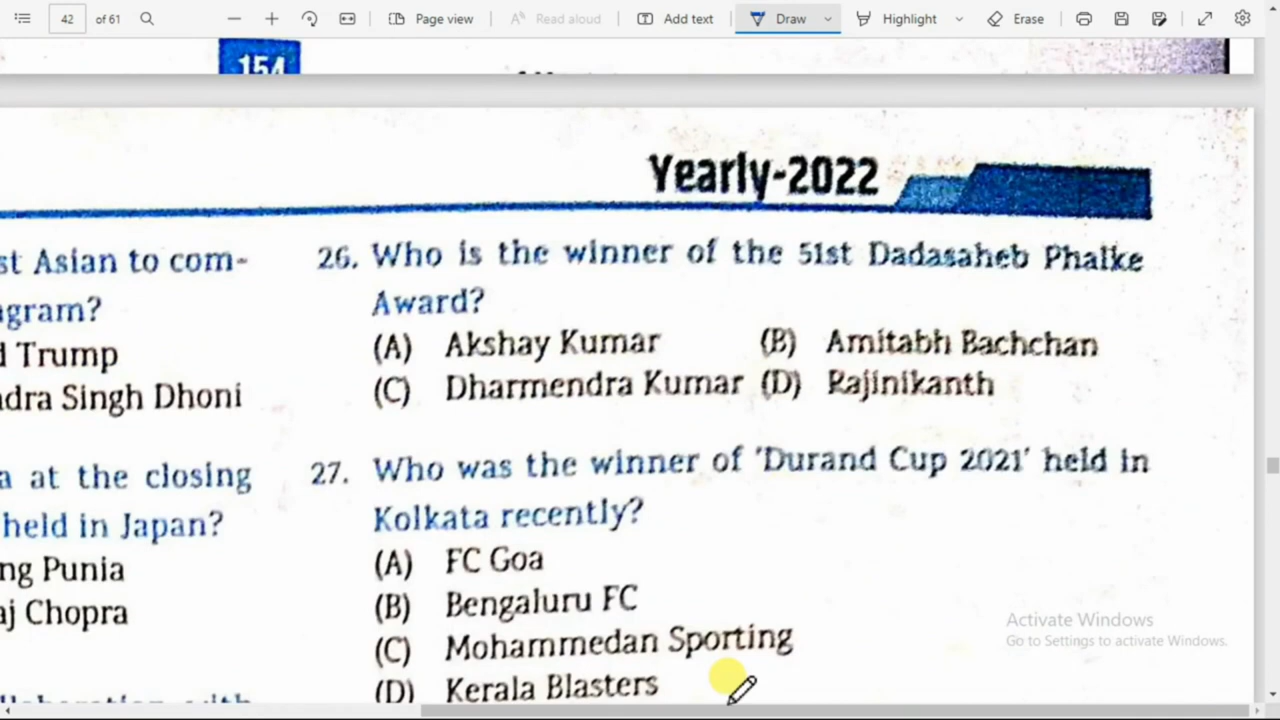 42 of 61 Page view Read aloud Add text Draw Highlight Erase
154
Yearly-2022
st Asian to com-
agram?
d Trump
ndra Singh Dhoni
a at the closing
held in Japan?
ng Punia
aj Chopra
26. Who is the winner of the 51st Dadasaheb Phalke
Award?
(A) Akshay Kumar (B) Amitabh Bachchan
(C) Dharmendra Kumar (D) Rajinikanth
27. Who was the winner of 'Durand Cup 2021' held in
Kolkata recently?
(A) FC Goa
(B) Bengaluru FC
(C) Mohammedan Sporting
(D) Kerala Blasters
Activate Windows
Go to Settings to activate Windows.